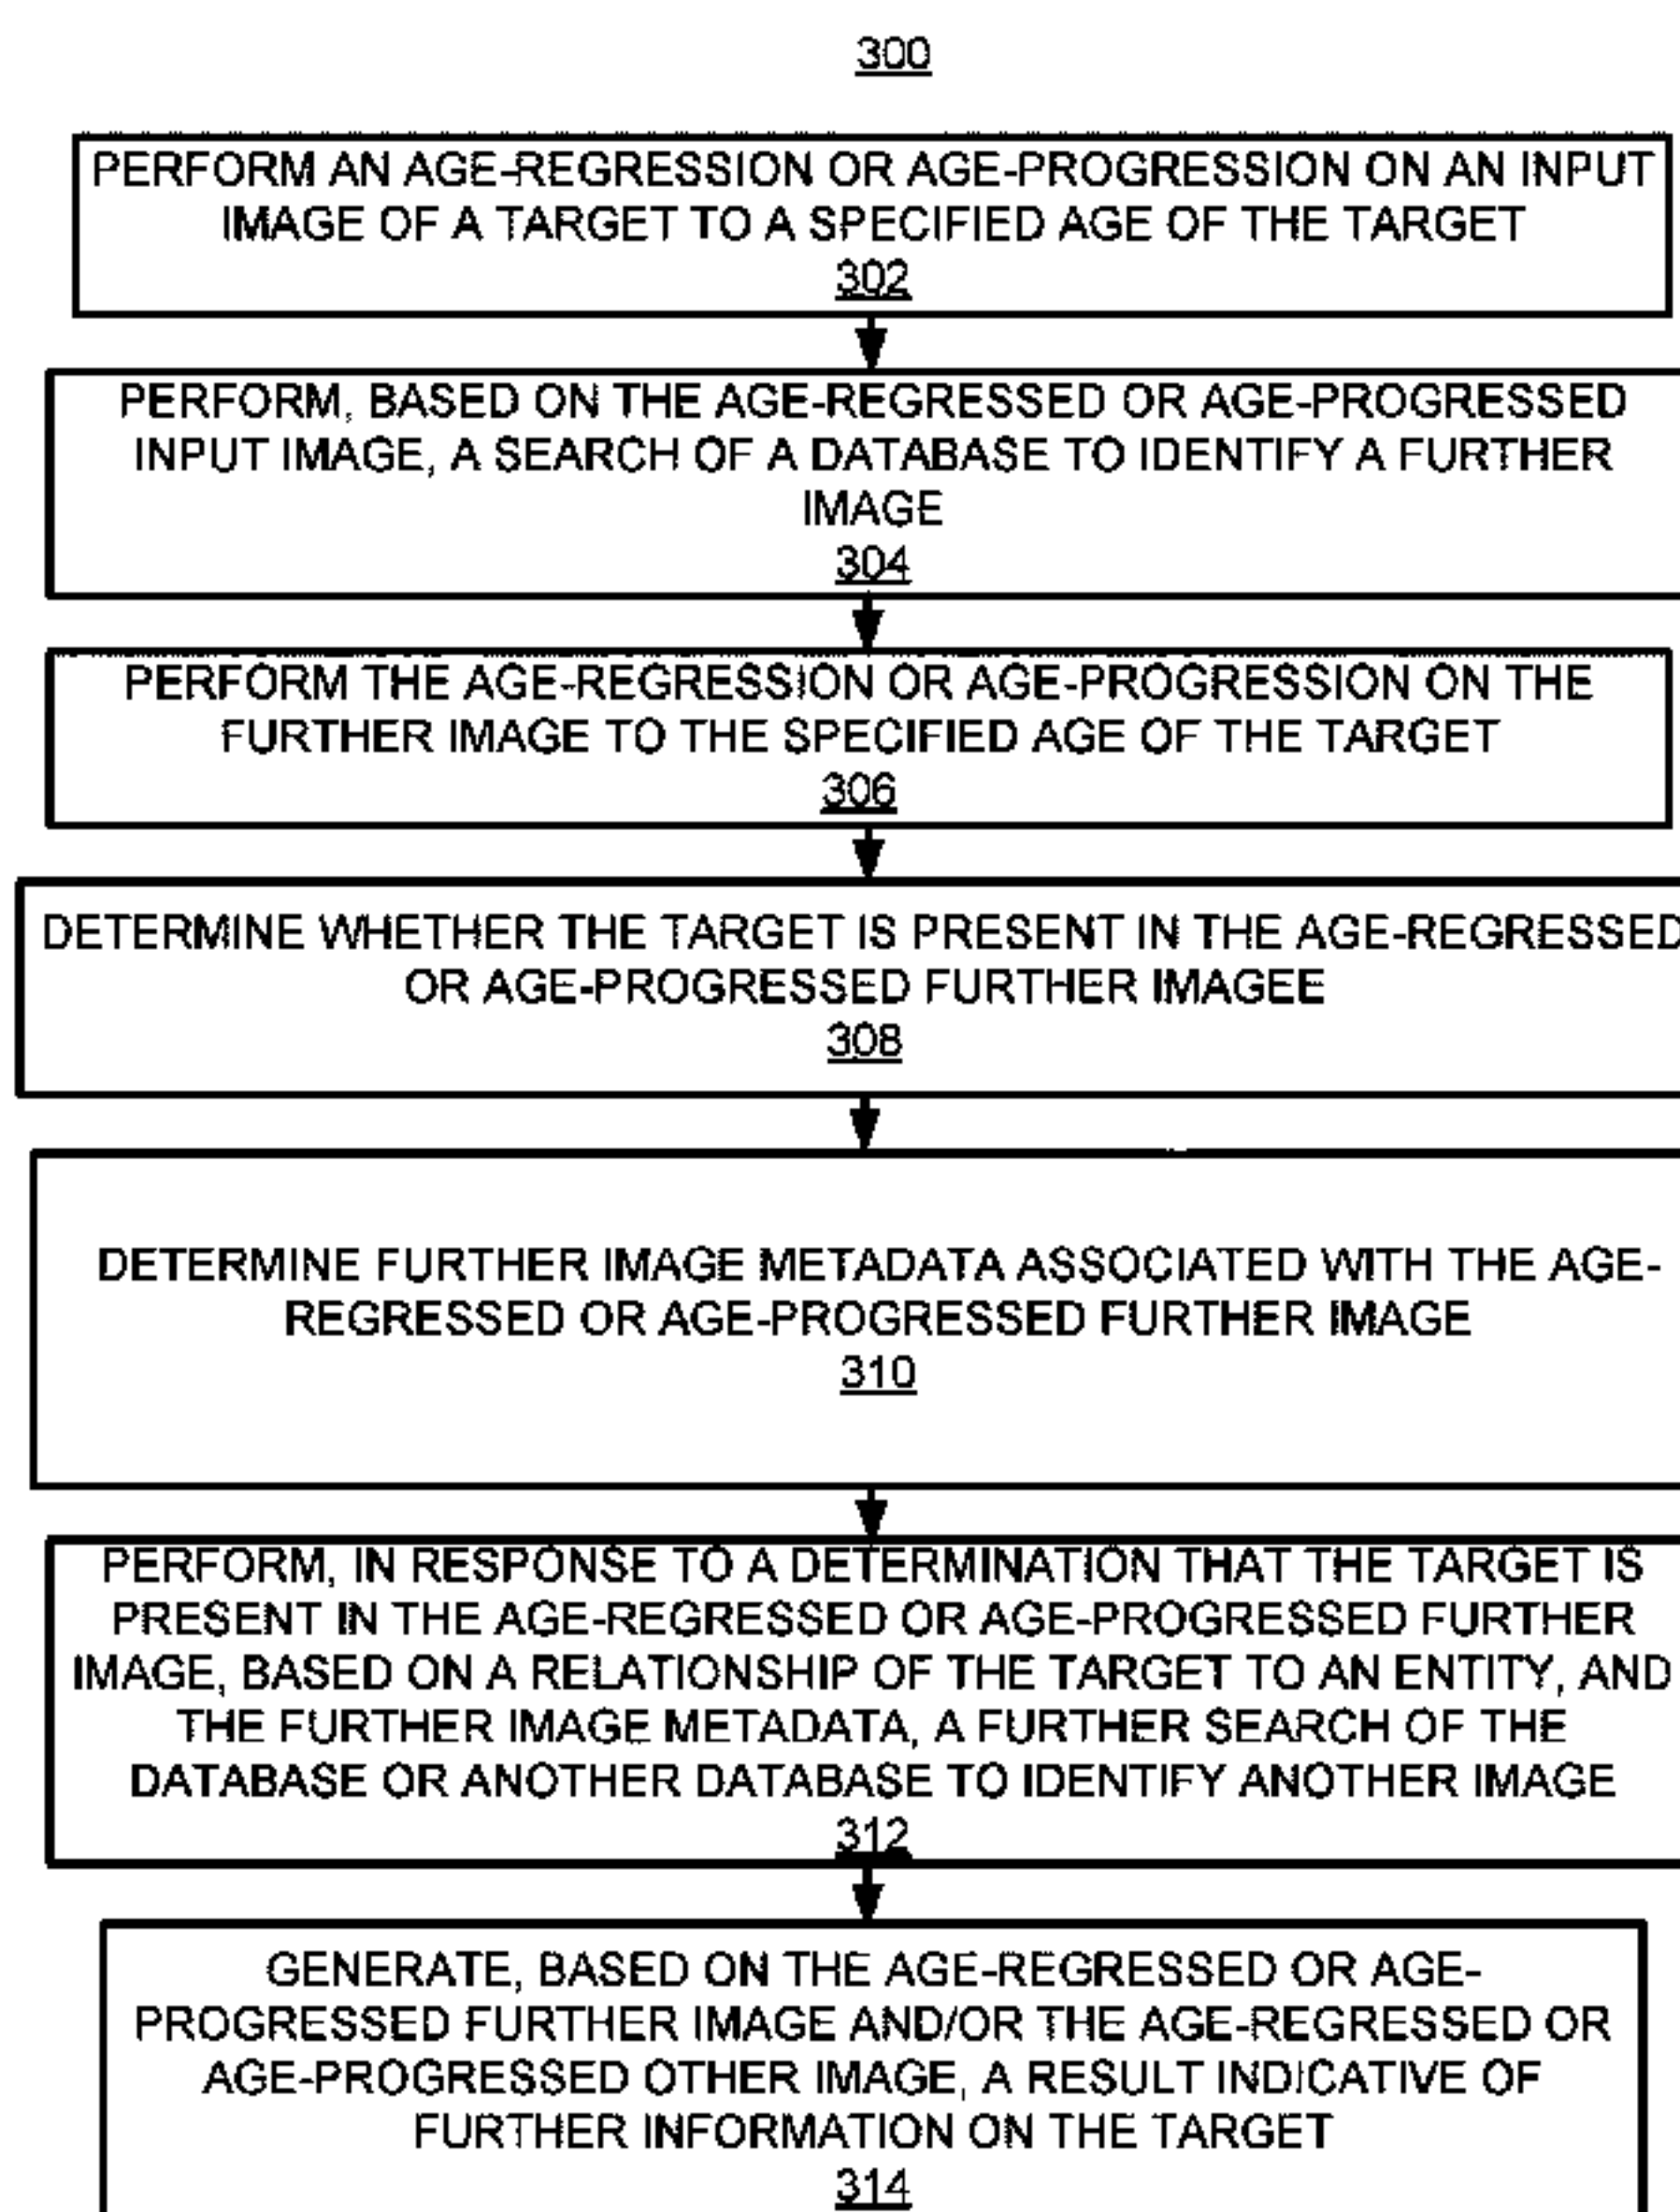 300
PERFORM AN AGE-REGRESSION OR AGE-PROGRESSION ON AN INPUT
IMAGE OF A TARGET TO A SPECIFIED AGE OF THE TARGET
302
PERFORM, BASED ON THE AGE-REGRESSED OR AGE-PROGRESSED
INPUT IMAGE, A SEARCH OF A DATABASE TO IDENTIFY A FURTHER
IMAGE
304
PERFORM THE AGE-REGRESSION OR AGE-PROGRESSION ON THE
FURTHER IMAGE TO THE SPECIFIED AGE OF THE TARGET
306
DETERMINE WHETHER THE TARGET IS PRESENT IN THE AGE-REGRESSED
OR AGE-PROGRESSED FURTHER IMAGEE
308
DETERMINE FURTHER IMAGE METADATA ASSOCIATED WITH THE AGE-
REGRESSED OR AGE-PROGRESSED FURTHER IMAGE
310
PERFORM, IN RESPONSE TO A DETERMINATION THAT THE TARGET IS
PRESENT IN THE AGE-REGRESSED OR AGE-PROGRESSED FURTHER
IMAGE, BASED ON A RELATIONSHIP OF THE TARGET TO AN ENTITY, AND
THE FURTHER IMAGE METADATA, A FURTHER SEARCH OF THE
DATABASE OR ANOTHER DATABASE TO IDENTIFY ANOTHER IMAGE
312
GENERATE, BASED ON THE AGE-REGRESSED OR AGE-
PROGRESSED FURTHER IMAGE AND/OR THE AGE-REGRESSED OR
AGE-PROGRESSED OTHER IMAGE, A RESULT INDICATIVE OF
FURTHER INFORMATION ON THE TARGET
314